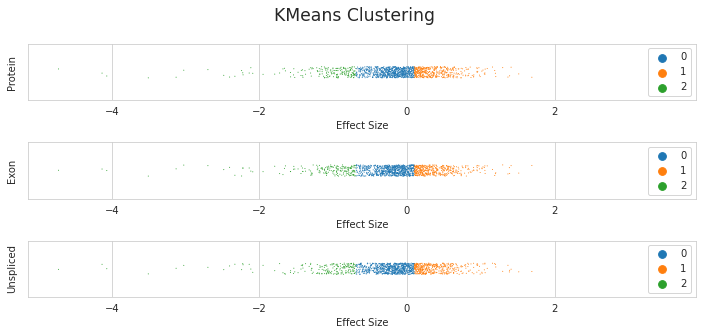 KMeans Clustering
Protein
0
1
2
−4 −2 0 2
Effect Size
Exon
0
1
2
−4 −2 0 2
Effect Size
Unspliced
0
1
2
−4 −2 0 2
Effect Size